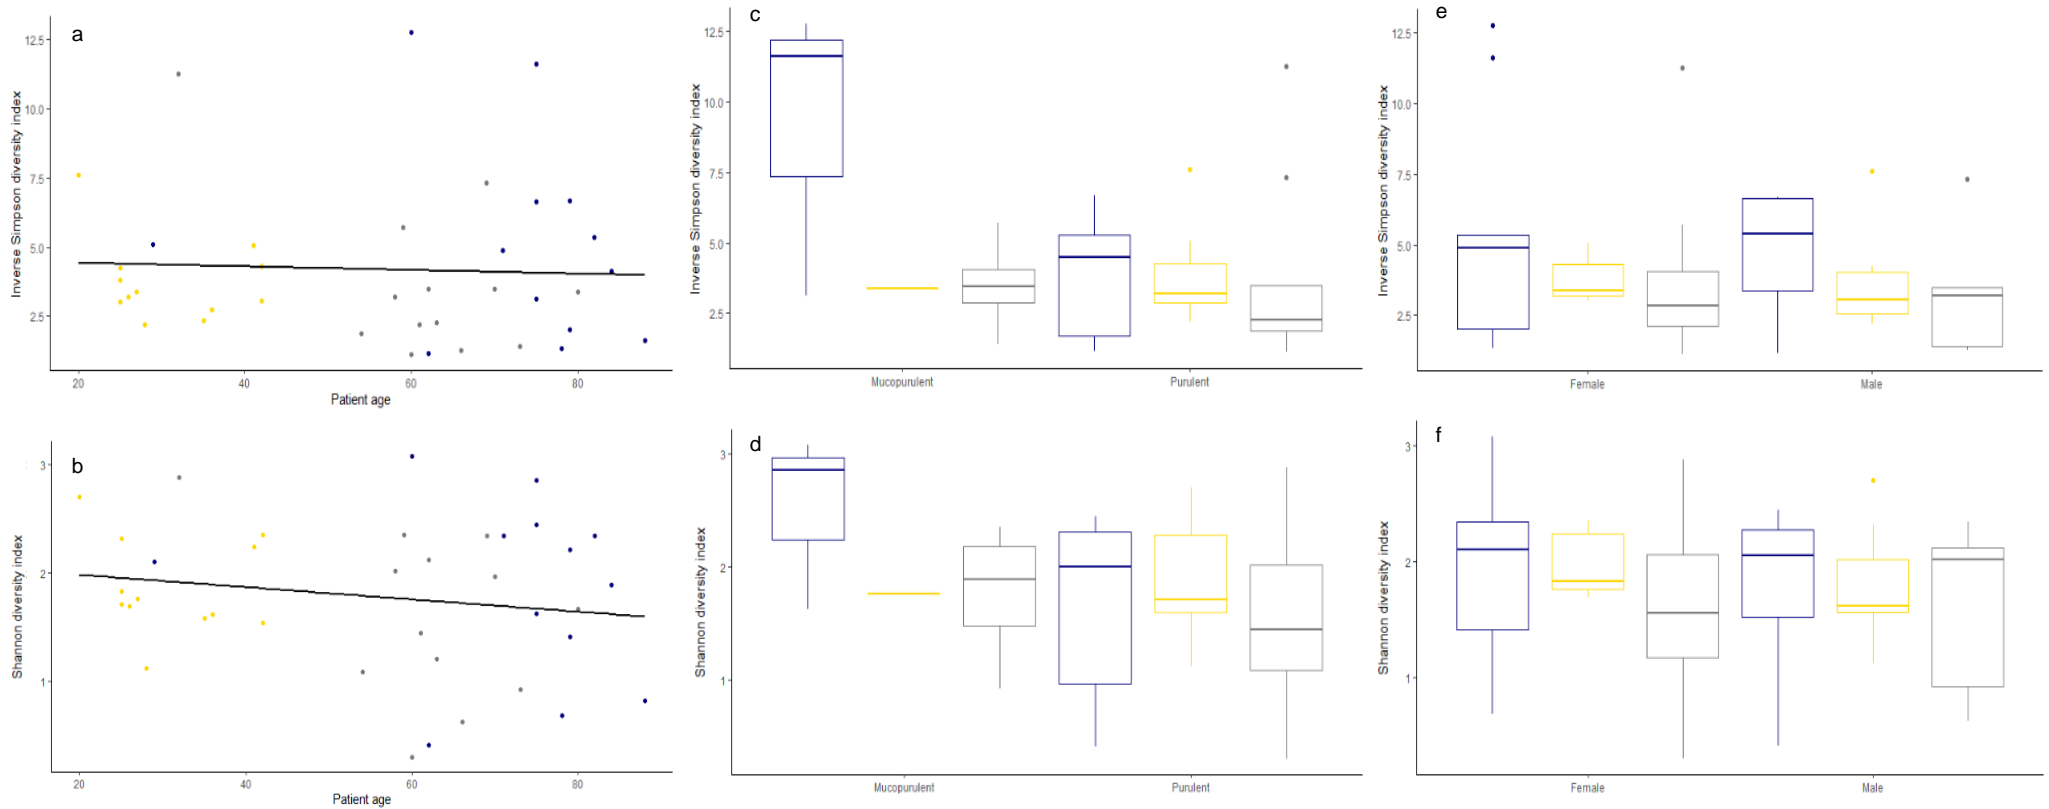 a
Inverse Simpson diversity index
12.5
10.0
7.5
5.0
2.5
20 40 60 80
Patient age
c
Inverse Simpson diversity index
12.5
10.0
7.5
5.0
2.5
Mucopurulent Purulent
e
Inverse Simpson diversity index
12.5
10.0
7.5
5.0
2.5
Female Male
b
Shannon diversity index
3
2
1
20 40 60 80
Patient age
d
Shannon diversity index
3
2
1
Mucopurulent Purulent
f
Shannon diversity index
3
2
1
Female Male